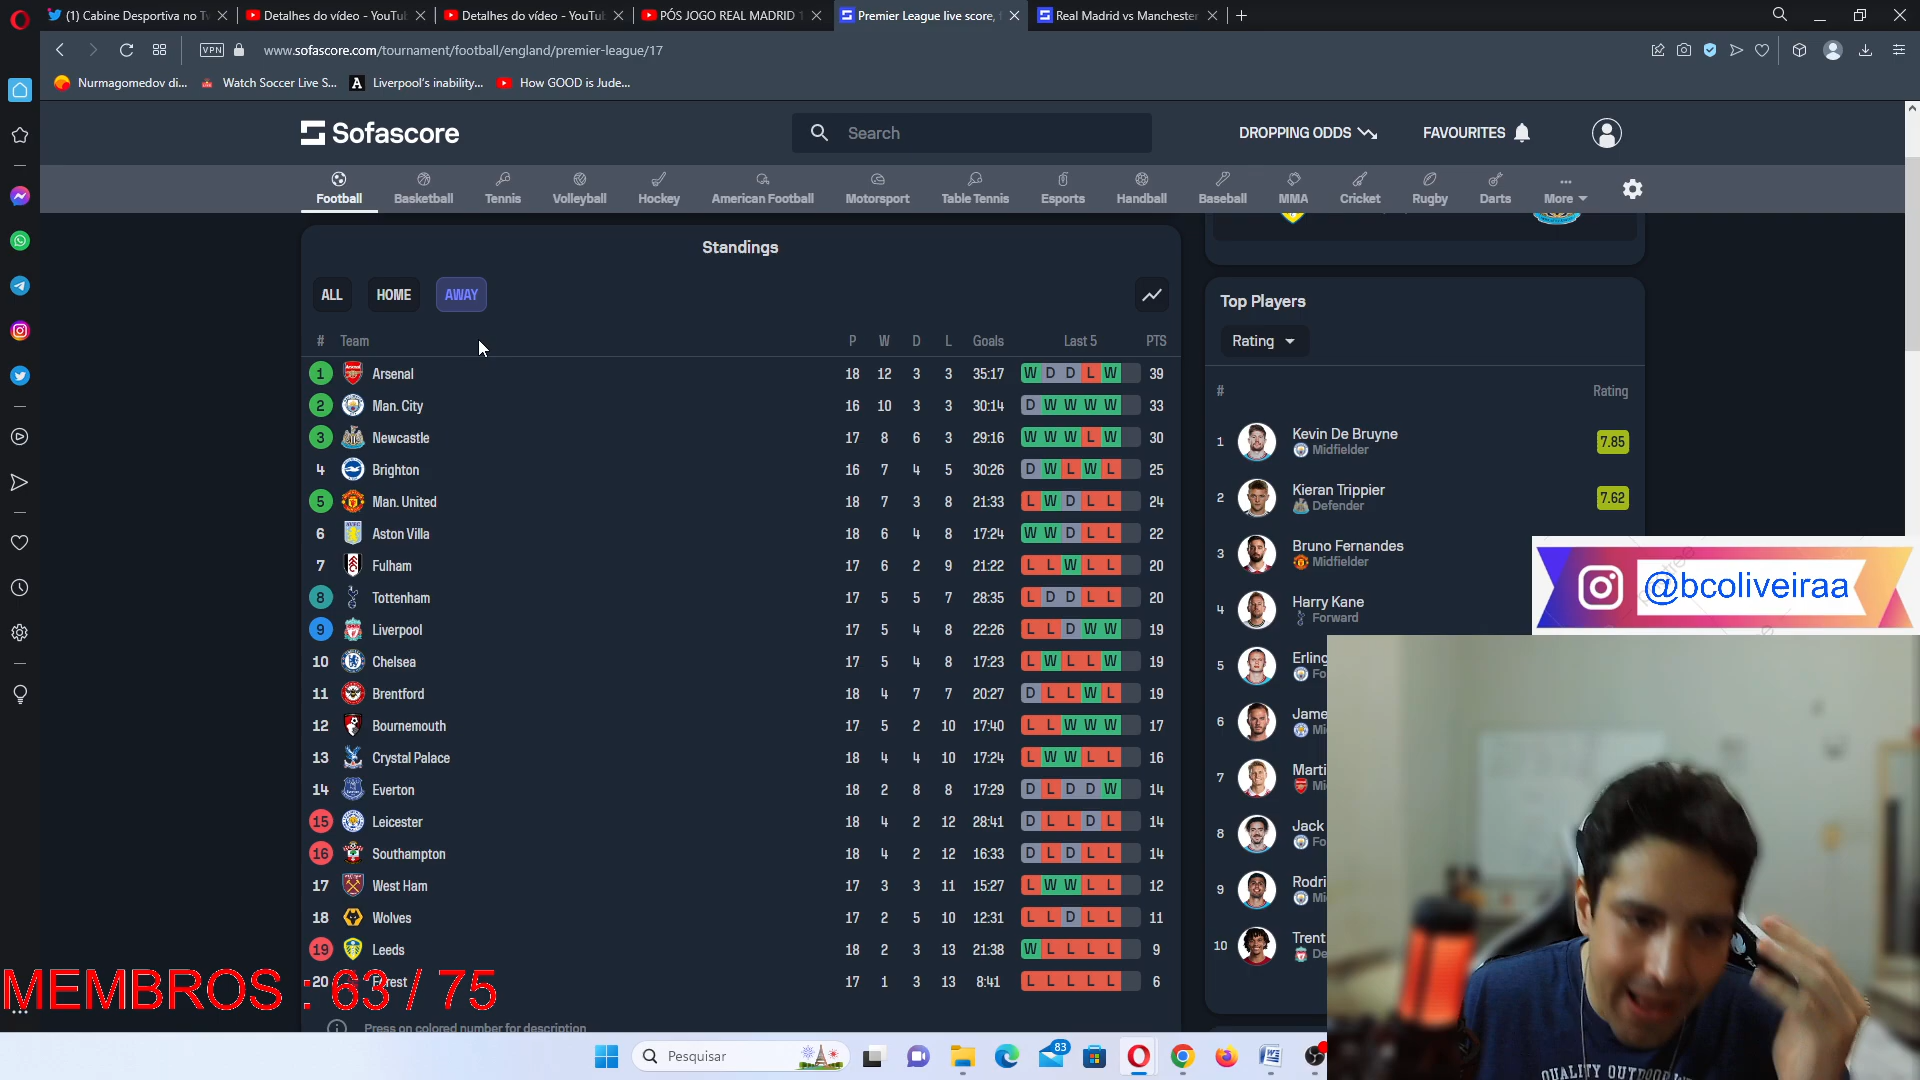 (1) Cabine Desportiva no Tw
Detalhes do vídeo - YouTub
Detalhes do vídeo - YouTub
PÓS JOGO REAL MADRID 1
Premier League live score,
Real Madrid vs Manchester
VPN
www.sofascore.com/tournament/football/england/premier-league/17
Nurmagomedov di...
Watch Soccer Live S...
A
Liverpool's inability...
How GOOD is Jude...
Sofascore
Search
DROPPING ODDS
FAVOURITES
Football
Basketball
Tennis
Volleyball
Hockey
American Football
Motorsport
Table Tennis
Esports
Handball
Baseball
MMA
Cricket
Rugby
Darts
More
Standings
ALL
HOME
AWAY
# Team P W D L Goals Last 5 PTS
1 Arsenal 18 12 3 3 35:17 W D D L W 39
2 Man. City 16 10 3 3 30:14 D W W W W 33
3 Newcastle 17 8 6 3 29:16 W W W L W 30
4 Brighton 16 7 4 5 30:26 D W L W L 25
5 Man. United 18 7 3 8 21:33 L W D L L 24
6 Aston Villa 18 6 4 8 17:24 W W D L L 22
7 Fulham 17 6 2 9 21:22 L L W L L 20
8 Tottenham 17 5 5 7 28:35 L D D L L 20
9 Liverpool 17 5 4 8 22:26 L L D W W 19
10 Chelsea 17 5 4 8 17:23 L W L L W 19
11 Brentford 18 4 7 7 20:27 D L L W L 19
12 Bournemouth 17 5 2 10 17:40 L L W W W 17
13 Crystal Palace 18 4 4 10 17:24 L W W L L 16
14 Everton 18 2 8 8 17:29 D L D D W 14
15 Leicester 18 4 2 12 28:41 D L L D L 14
16 Southampton 18 4 2 12 16:33 D L D L L 14
17 West Ham 17 3 3 11 15:27 L W W L L 12
18 Wolves 17 2 5 10 12:31 L L D L L 11
19 Leeds 18 2 3 13 21:38 W L L L L 9
20 Forest 17 1 3 13 8:41 L L L L L 6
Press on colored number for description
Top Players
Rating
# Rating
1 Kevin De Bruyne 7.85
Midfielder
2 Kieran Trippier 7.62
Defender
3 Bruno Fernandes
Midfielder
4 Harry Kane
Forward
5 Erling
Fo
6 Jame
Mi
7 Marti
Mi
8 Jack
Fo
9 Rodri
Mi
10 Trent
De
@bcoliveiraa
MEMBROS : 63 / 75
Pesquisar
83
QUALITY OUTDOOR